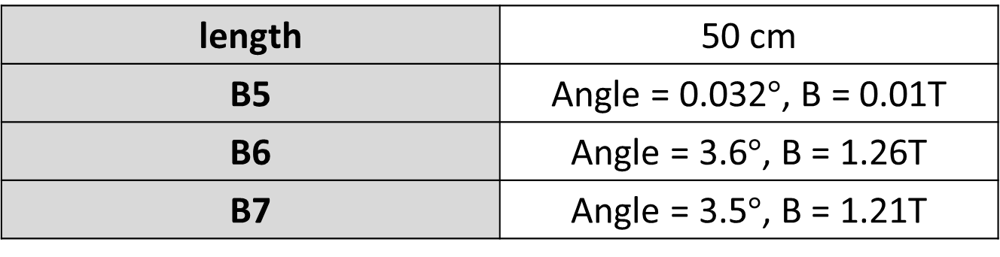 length 50 cm
B5 Angle = 0.032°, B = 0.01T
B6 Angle = 3.6°, B = 1.26T
B7 Angle = 3.5°, B = 1.21T